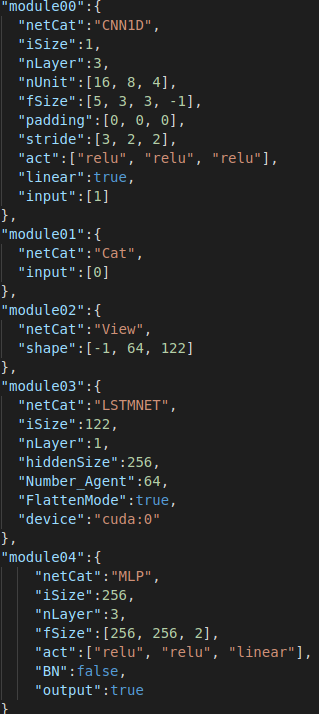 "module00":{
"netCat":"CNN1D",
"iSize":1,
"nLayer":3,
"nUnit":[16, 8, 4],
"fSize":[5, 3, 3, -1],
"padding":[0, 0, 0],
"stride":[3, 2, 2],
"act":["relu", "relu", "relu"],
"linear":true,
"input":[1]
},
"module01":{
"netCat":"Cat",
"input":[0]
},
"module02":{
"netCat":"View",
"shape":[-1, 64, 122]
},
"module03":{
"netCat":"LSTMNET",
"iSize":122,
"nLayer":1,
"hiddenSize":256,
"Number_Agent":64,
"FlattenMode":true,
"device":"cuda:0"
},
"module04":{
"netCat":"MLP",
"iSize":256,
"nLayer":3,
"fSize":[256, 256, 2],
"act":["relu", "relu", "linear"],
"BN":false,
"output":true
}